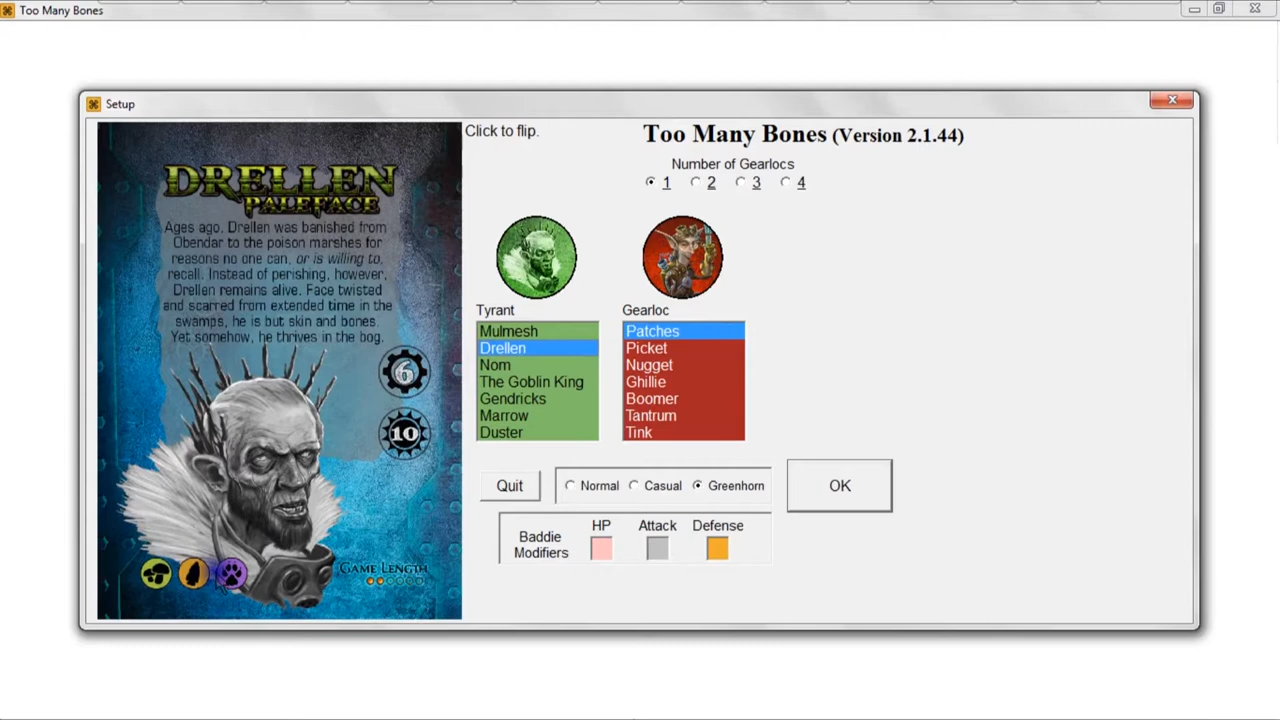 Too Many Bones
Setup
DRELLEN
PALEFACE
Ages ago, Drellen was banished from
Obendar to the poison marshes for
reasons no one can, or is willing to,
recall. Instead of perishing, however,
Drellen remains alive. Face twisted
and scarred from extended time in the
swamps, he is but skin and bones.
Yet somehow, he thrives in the bog.
6
10
GAME LENGTH
Click to flip.
Too Many Bones (Version 2.1.44)
Number of Gearlocs
1 2 3 4
Tyrant
Mulmesh
Drellen
Nom
The Goblin King
Gendricks
Marrow
Duster
Gearloc
Patches
Picket
Nugget
Ghillie
Boomer
Tantrum
Tink
Quit
Normal Casual Greenhorn
OK
Baddie
Modifiers
HP Attack Defense